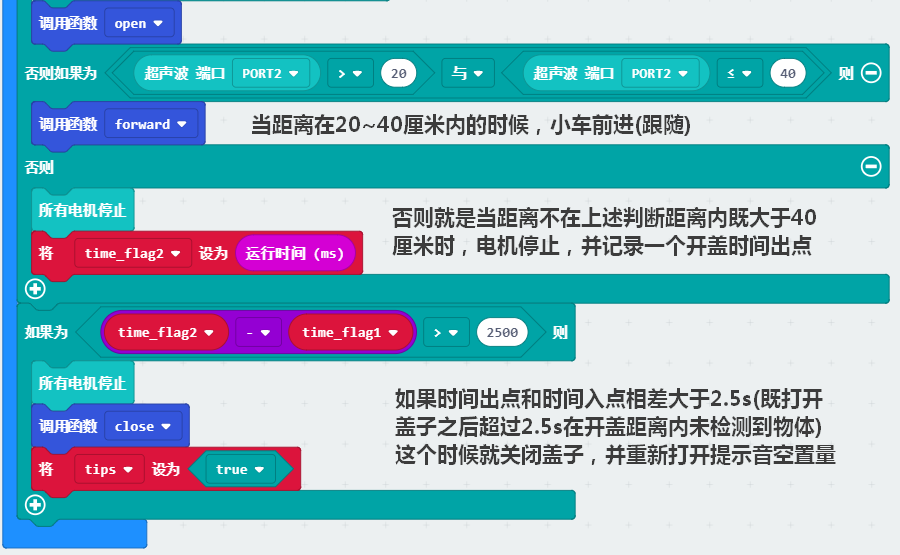 调用函数 open
否则如果为 超声波 端口 PORT2 > 20 与 超声波 端口 PORT2 ≤ 40 则
调用函数 forward 当距离在20~40厘米内的时候，小车前进(跟随)
否则
所有电机停止
否则就是当距离不在上述判断距离内既大于40
厘米时，电机停止，并记录一个开盖时间出点
将 time_flag2 设为 运行时间 (ms)
如果为 time_flag2 - time_flag1 > 2500 则
所有电机停止
如果时间出点和时间入点相差大于2.5s(既打开
盖子之后超过2.5s在开盖距离内未检测到物体)
这个时候就关闭盖子，并重新打开提示音空置量
调用函数 close
将 tips 设为 true